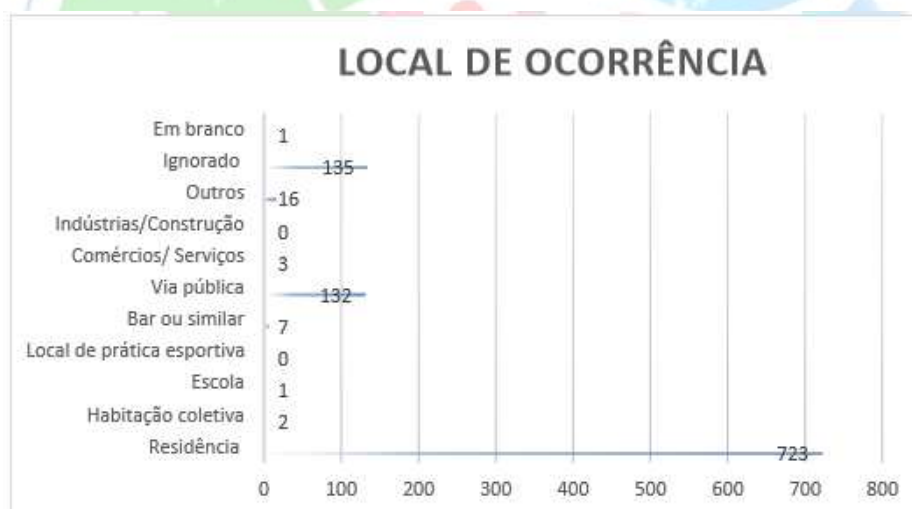 LOCAL DE OCORRÊNCIA
Em branco 1
Ignorado 135
Outros 16
Indústrias/Construção 0
Comércios/ Serviços 3
Via pública 132
Bar ou similar 7
Local de prática esportiva 0
Escola 1
Habitação coletiva 2
Residência 723
0 100 200 300 400 500 600 700 800